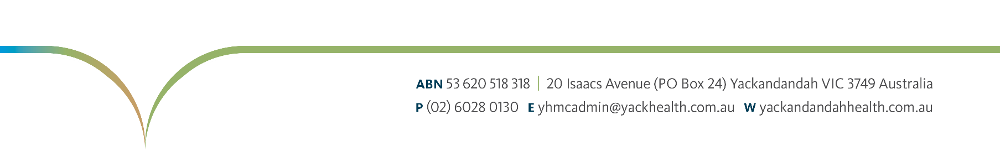 ABN 53 620 518 318 | 20 Isaacs Avenue (PO Box 24) Yackandandah VIC 3749 Australia
P (02) 6028 0130 E yhmcadmin@yackhealth.com.au W yackandandahhealth.com.au